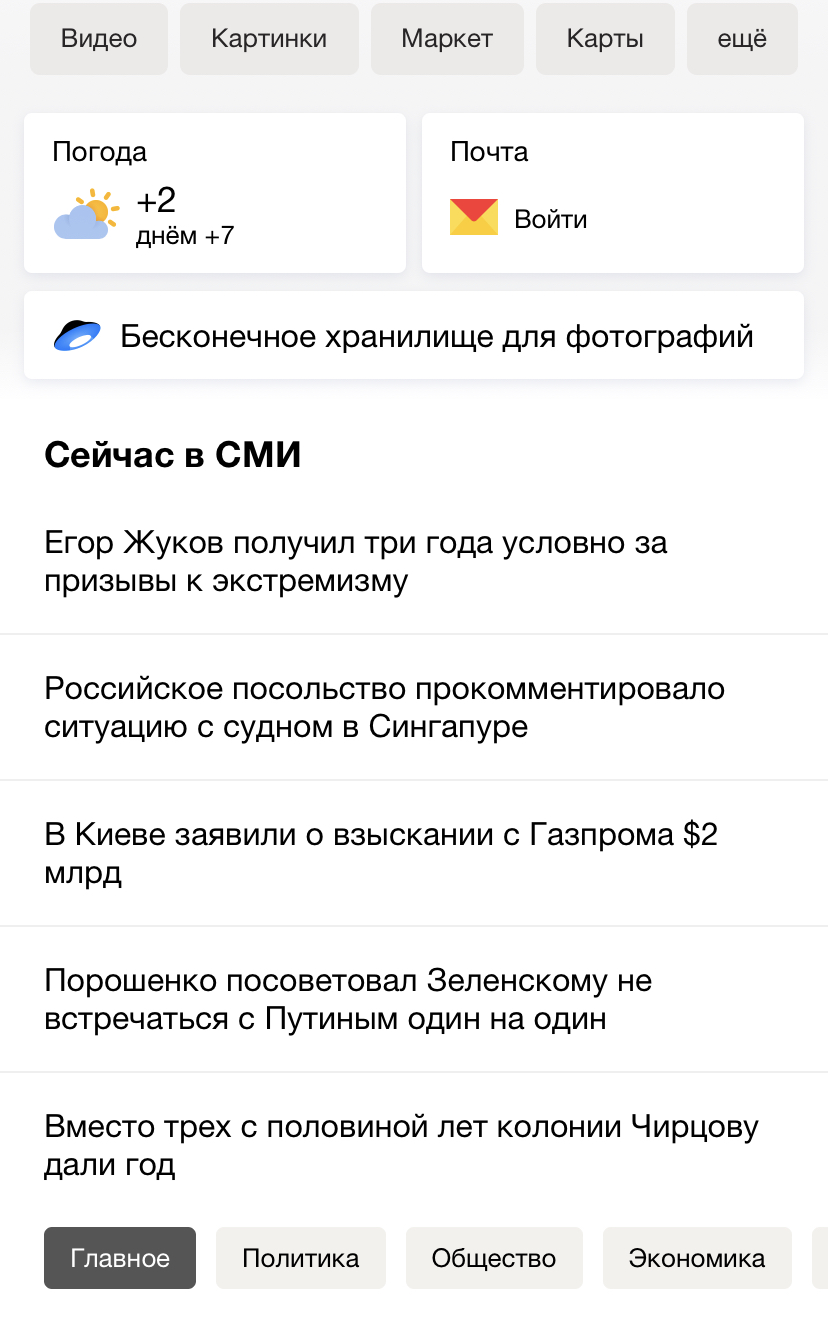 Видео
Картинки
Маркет
Карты
ещё
Погода
+2
днём +7
Почта
Войти
Бесконечное хранилище для фотографий
Сейчас в СМИ
Егор Жуков получил три года условно за
призывы к экстремизму
Российское посольство прокомментировало
ситуацию с судном в Сингапуре
В Киеве заявили о взыскании с Газпрома $2
млрд
Порошенко посоветовал Зеленскому не
встречаться с Путиным один на один
Вместо трех с половиной лет колонии Чирцову
дали год
Главное
Политика
Общество
Экономика